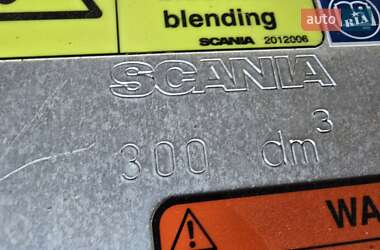 blending
SCANIA 2012006
auto
RIA
SCANIA
300 dm³
WA